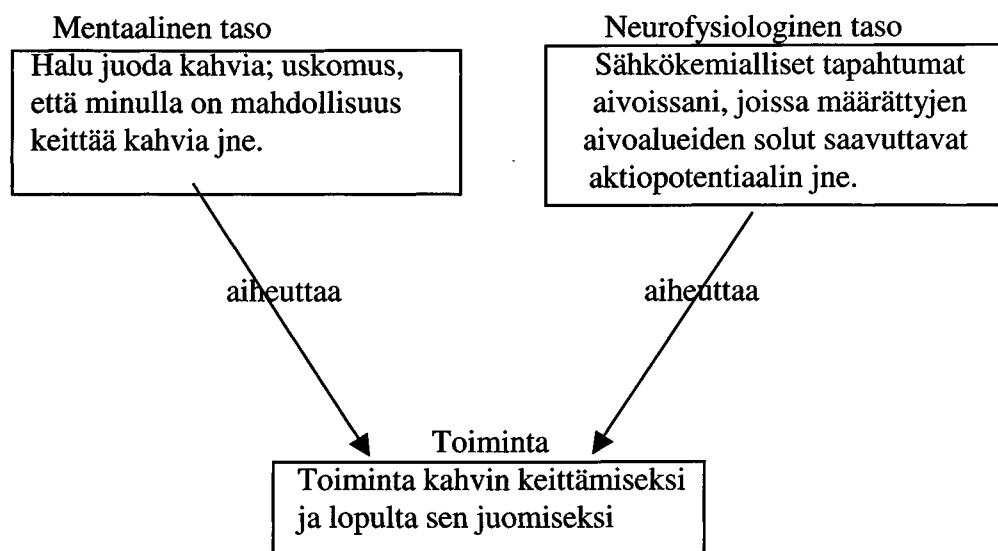 Mentaalinen taso
Halu juoda kahvia; uskomus,
että minulla on mahdollisuus
keittää kahvia jne.
Neurofysiologinen taso
Sähkökemialliset tapahtumat
aivoissani, joissa määrättyjen
aivoalueiden solut saavuttavat
aktiopotentiaalin jne.
aiheuttaa
aiheuttaa
Toiminta
Toiminta kahvin keittämiseksi
ja lopulta sen juomiseksi